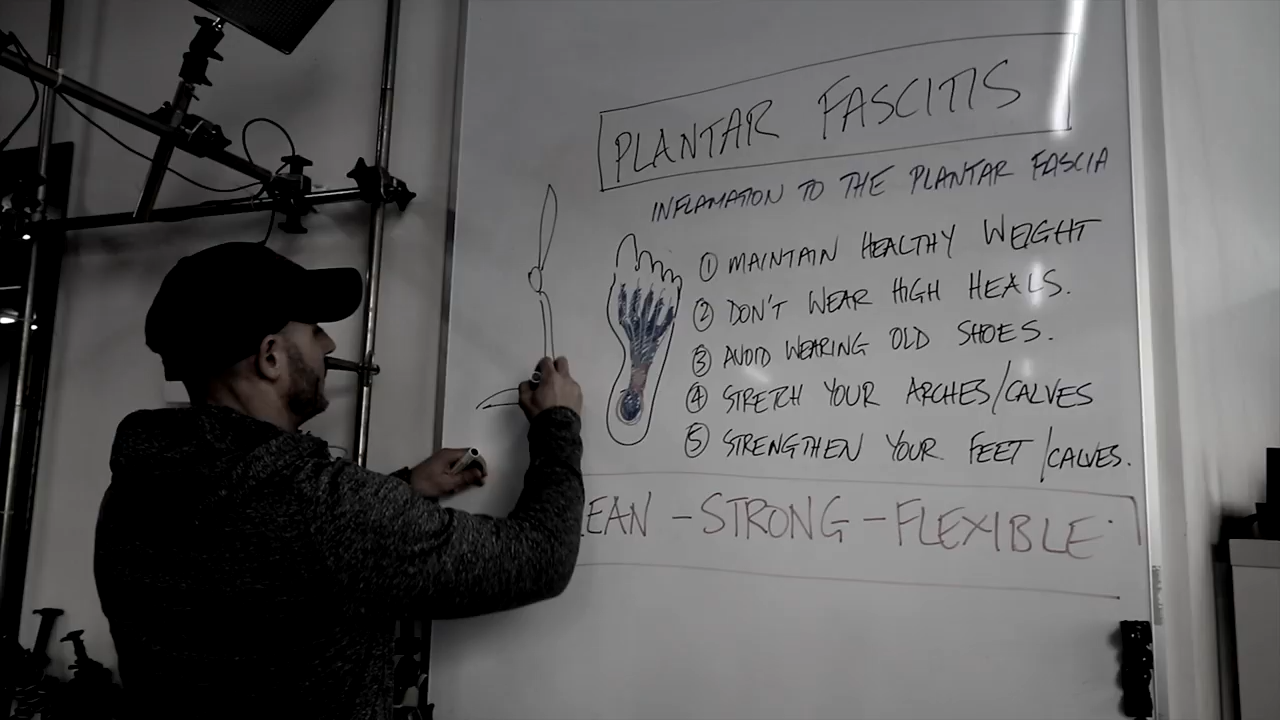 PLANTAR FASCITIS
INFLAMATION TO THE PLANTAR FASCIA
① MAINTAIN HEALTHY WEIGHT
② DON'T WEAR HIGH HEALS.
③ AVOID WEARING OLD SHOES.
④ STRETCH YOUR ARCHES/CALVES
⑤ STRENGTHEN YOUR FEET/CALVES.
EAN - STRONG - FLEXIBLE